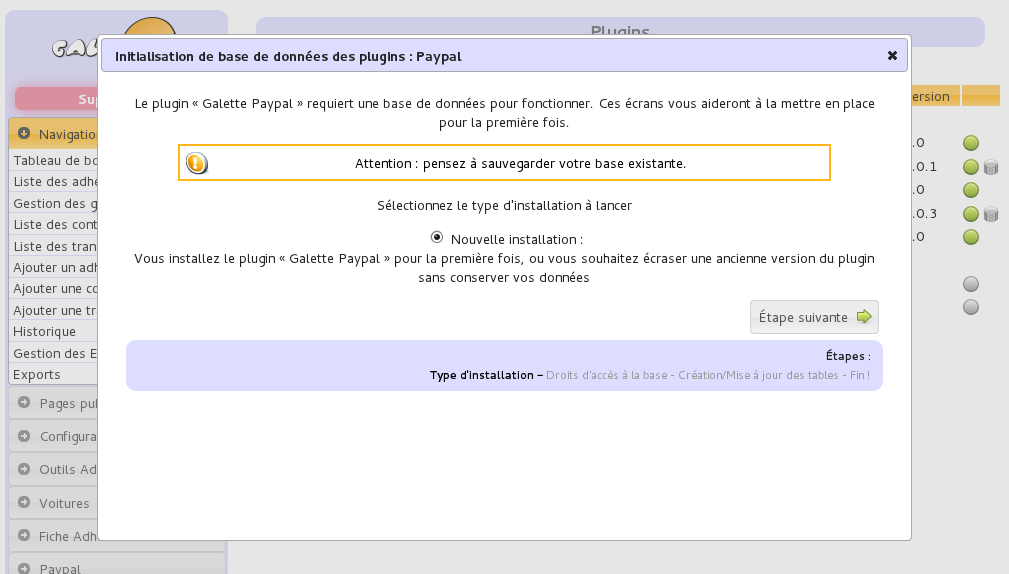 Plugins
Initialisation de base de données des plugins : Paypal
Le plugin « Galette Paypal » requiert une base de données pour fonctionner. Ces écrans vous aideront à la mettre en place
pour la première fois.
Attention : pensez à sauvegarder votre base existante.
Sélectionnez le type d'installation à lancer
Nouvelle installation :
Vous installez le plugin « Galette Paypal » pour la première fois, ou vous souhaitez écraser une ancienne version du plugin
sans conserver vos données
Étape suivante
Étapes :
Type d'installation – Droits d'accès à la base - Création/Mise à jour des tables - Fin !
GAL
Sup
Navigatio
Tableau de bo
Liste des adhé
Gestion des g
Liste des cont
Liste des tran
Ajouter un adh
Ajouter une co
Ajouter une tr
Historique
Gestion des E
Exports
Pages pub
Configura
Outils Ad
Voitures
Fiche Adh
Paypal
ersion
.0
.0.1
.0
.0.3
.0